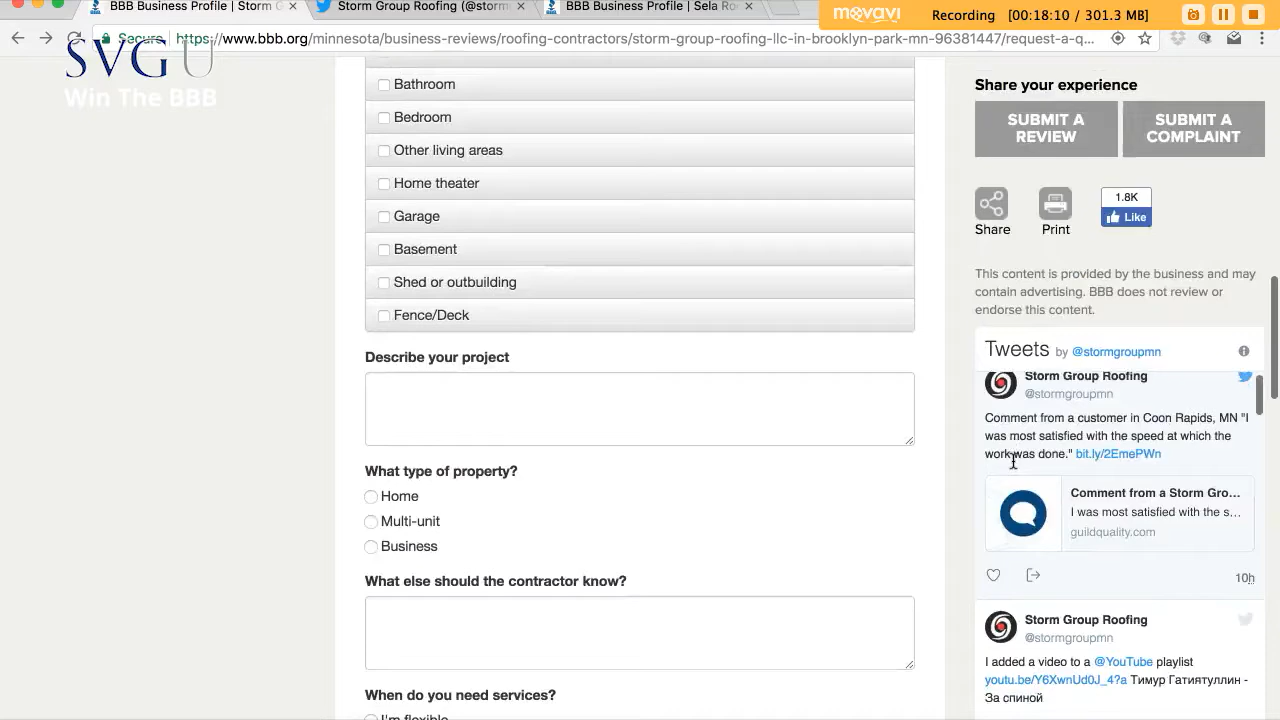 BBB Business Profile | Storm G
Storm Group Roofing (@storm
BBB Business Profile | Sela Ro
movavi
Recording [00:18:10 / 301.3 MB]
Secure https://www.bbb.org/minnesota/business-reviews/roofing-contractors/storm-group-roofing-llc-in-brooklyn-park-mn-96381447/request-a-q...
SVGU
Win The BBB
Bathroom
Bedroom
Other living areas
Home theater
Garage
Basement
Shed or outbuilding
Fence/Deck
Describe your project
What type of property?
Home
Multi-unit
Business
What else should the contractor know?
When do you need services?
I'm flexible
Share your experience
SUBMIT A
REVIEW
SUBMIT A
COMPLAINT
Share
Print
1.8K
Like
This content is provided by the business and may
contain advertising. BBB does not review or
endorse this content.
Tweets by @stormgroupmn
Storm Group Roofing
@stormgroupmn
Comment from a customer in Coon Rapids, MN "I
was most satisfied with the speed at which the
work was done." bit.ly/2EmePWn
Comment from a Storm Gro...
I was most satisfied with the s...
guildquality.com
10h
Storm Group Roofing
@stormgroupmn
I added a video to a @YouTube playlist
youtu.be/Y6XwnUd0J_4?a Тимур Гатиятуллин -
За спиной